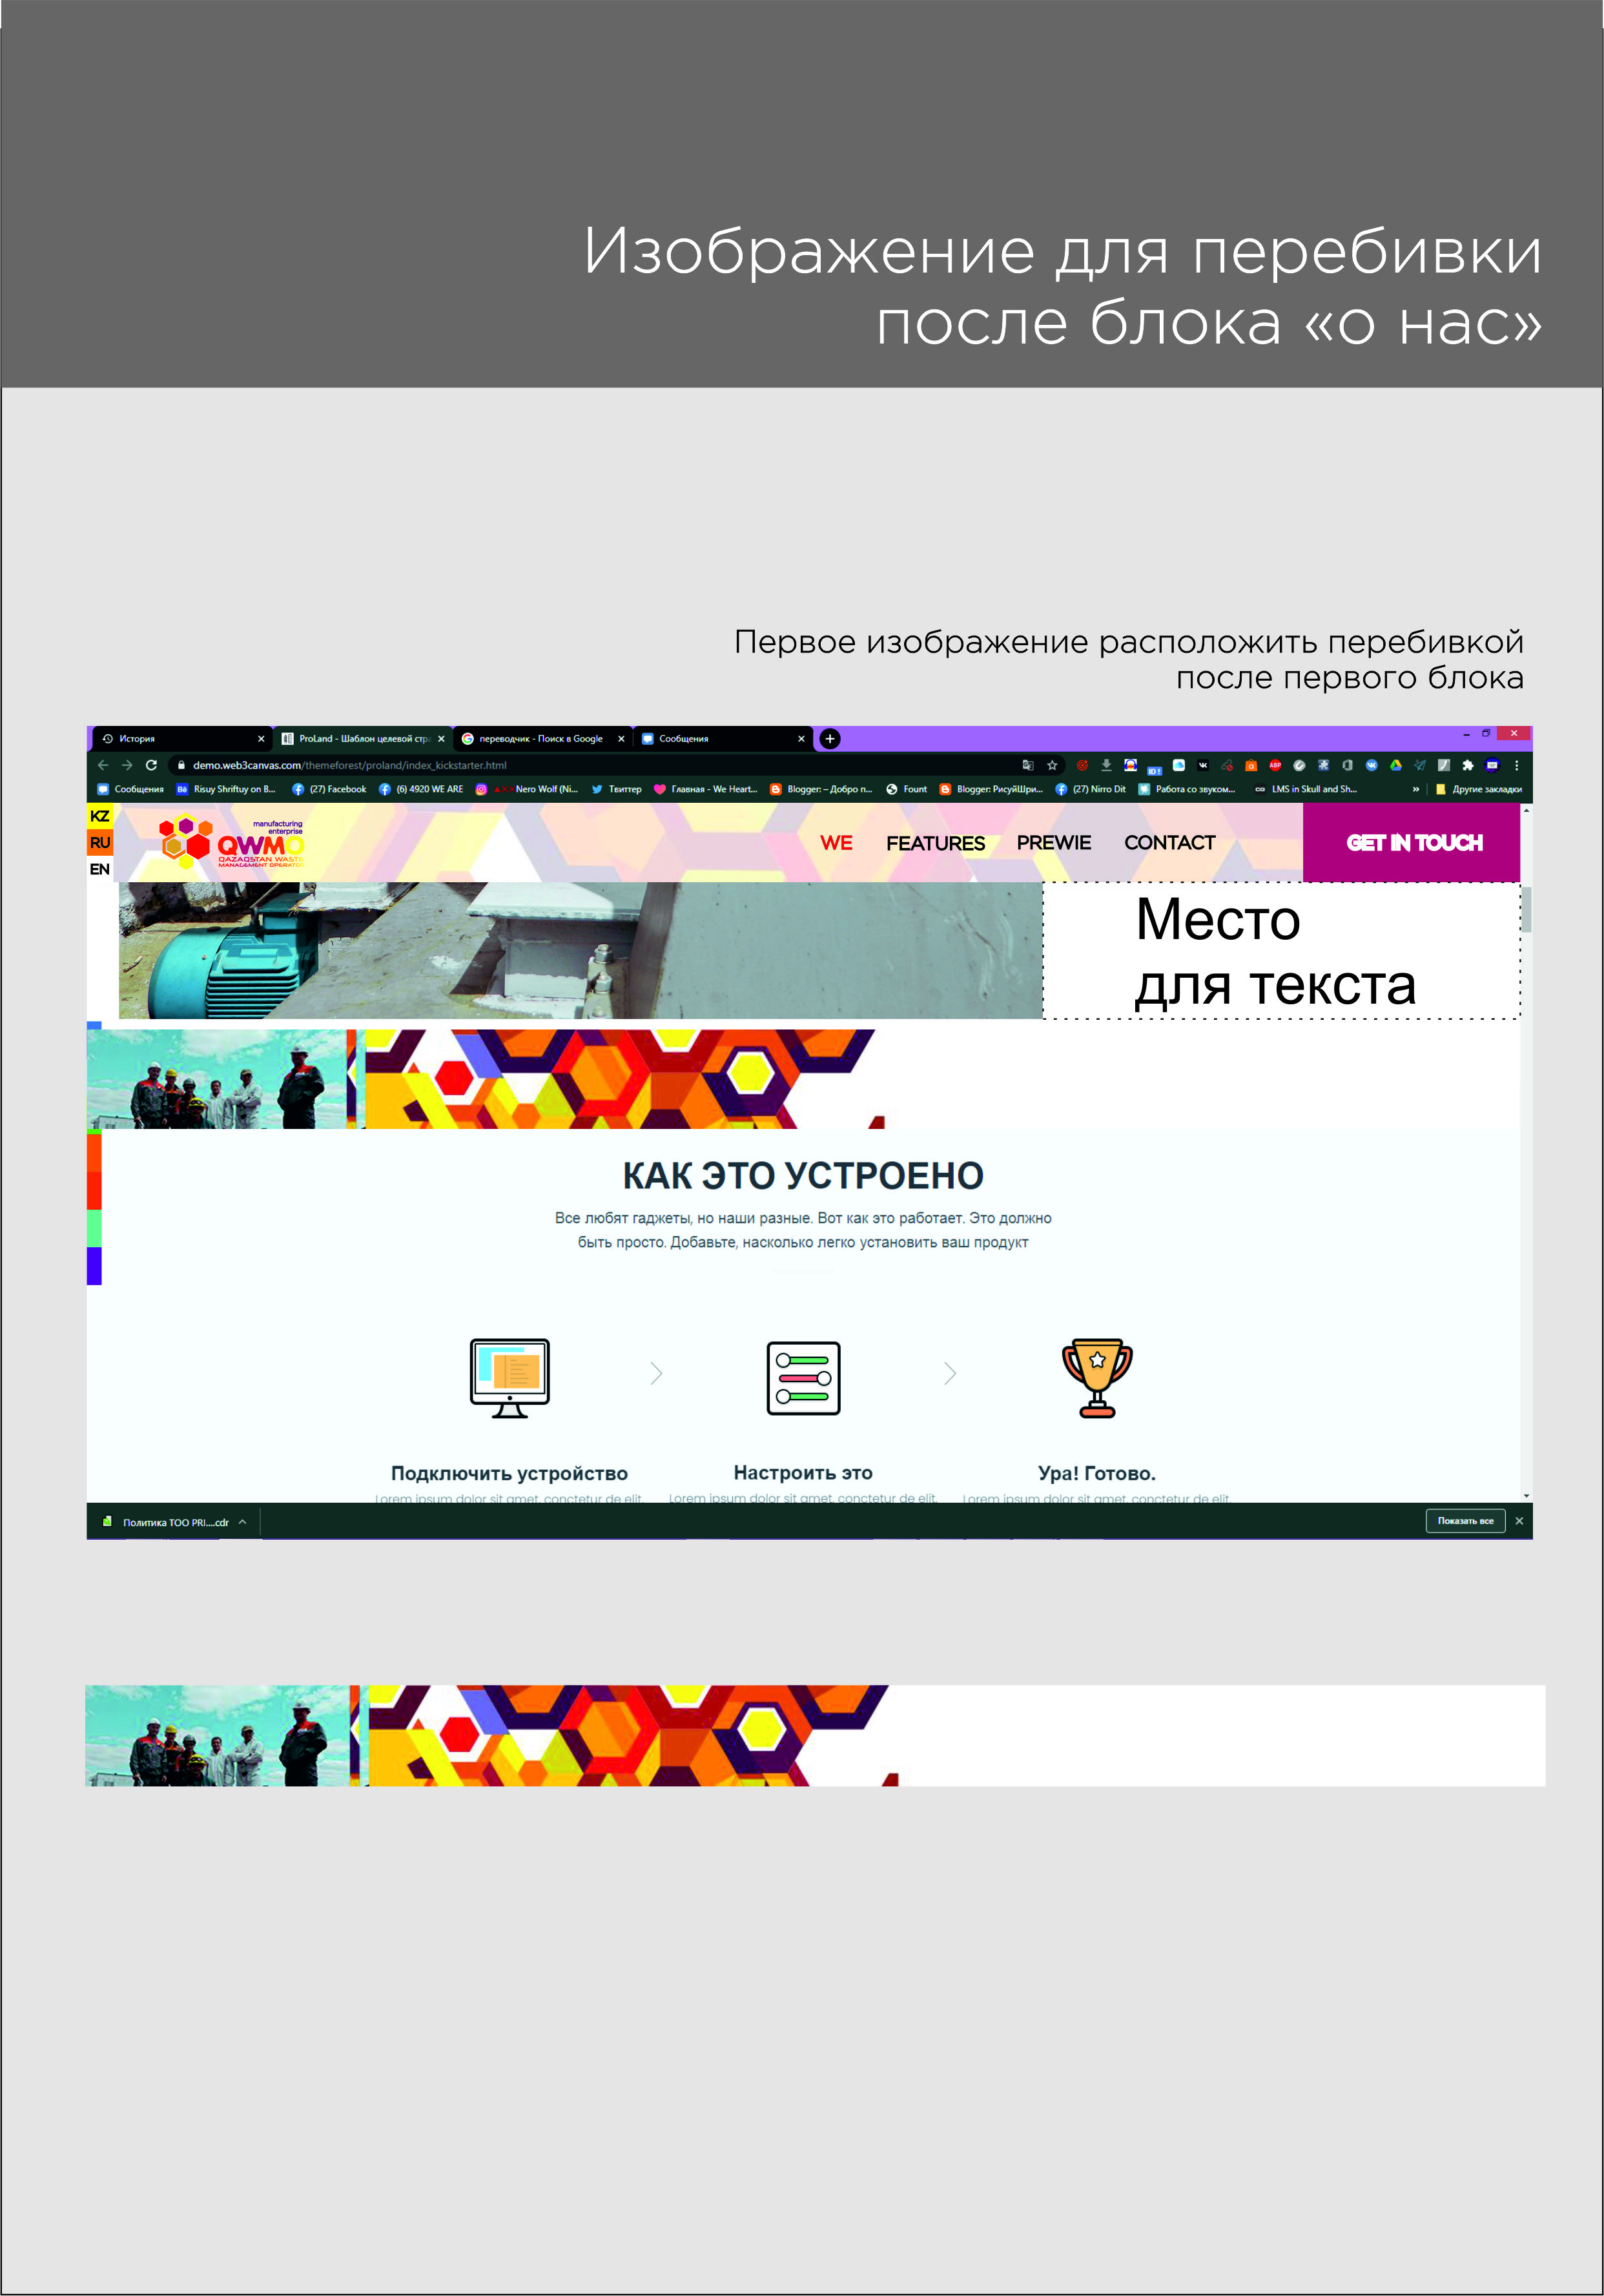 Изображение для перебивки
после блока «о нас»
Первое изображение расположить перебивкой
после первого блока
История
ProLand - Шаблон целевой стра
переводчик - Поиск в Google
Сообщения
demo.web3canvas.com/themeforest/proland/index_kickstarter.html
Сообщения Risuy Shriftuy on B... (27) Facebook (6) 4920 WE ARE Nero Wolf (Ni... Твиттер Главная - We Heart... Blogger: – Добро п... Fount Blogger: РисуйШри... (27) Nirro Dit Работа со звуком... LMS in Skull and Sh... » Другие закладки
KZ
RU
EN
manufacturing
enterprise
QWMO
QAZAQSTAN WASTE
MANAGEMENT OPERATOR
WE FEATURES PREWIE CONTACT GET IN TOUCH
Место
для текста
КАК ЭТО УСТРОЕНО
Все любят гаджеты, но наши разные. Вот как это работает. Это должно
быть просто. Добавьте, насколько легко установить ваш продукт
Подключить устройство Настроить это Ура! Готово.
Lorem ipsum dolor sit amet, conctetur de elit, Lorem ipsum dolor sit amet, conctetur de elit, Lorem ipsum dolor sit amet, conctetur de elit,
Политика ТОО PRI....cdr
Показать все